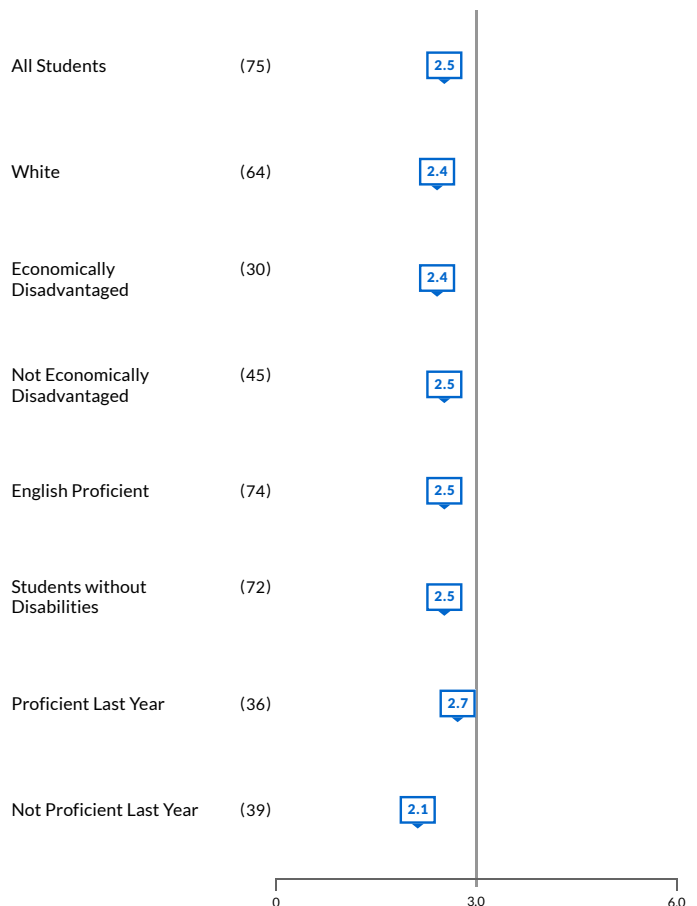 All Students (75) 2.5
White (64) 2.4
Economically (30) 2.4
Disadvantaged
Not Economically (45) 2.5
Disadvantaged
English Proficient (74) 2.5
Students without (72) 2.5
Disabilities
Proficient Last Year (36) 2.7
Not Proficient Last Year (39) 2.1
0 3.0 6.0